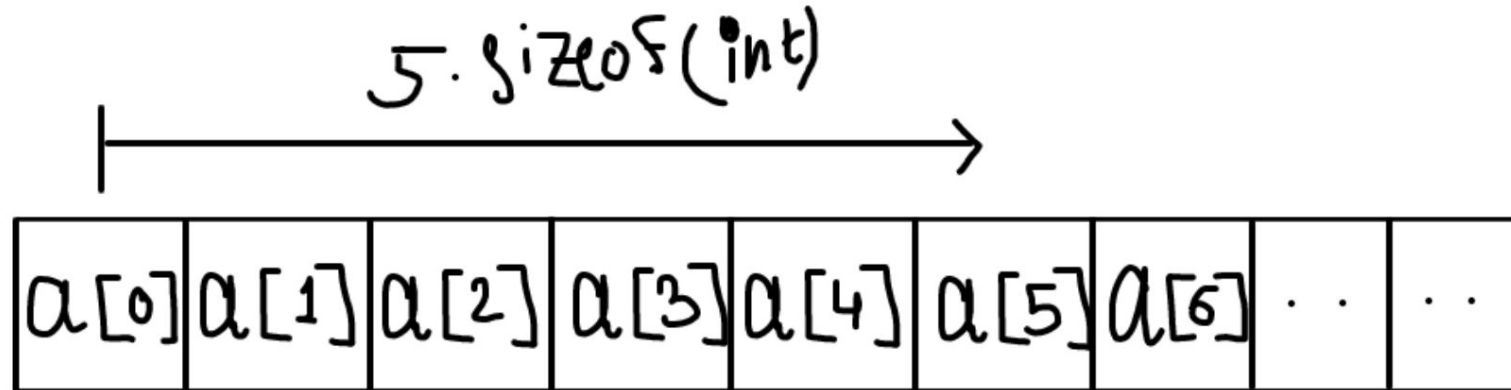 5. sizeof(int)
a[0] a[1] a[2] a[3] a[4] a[5] a[6] .. ..